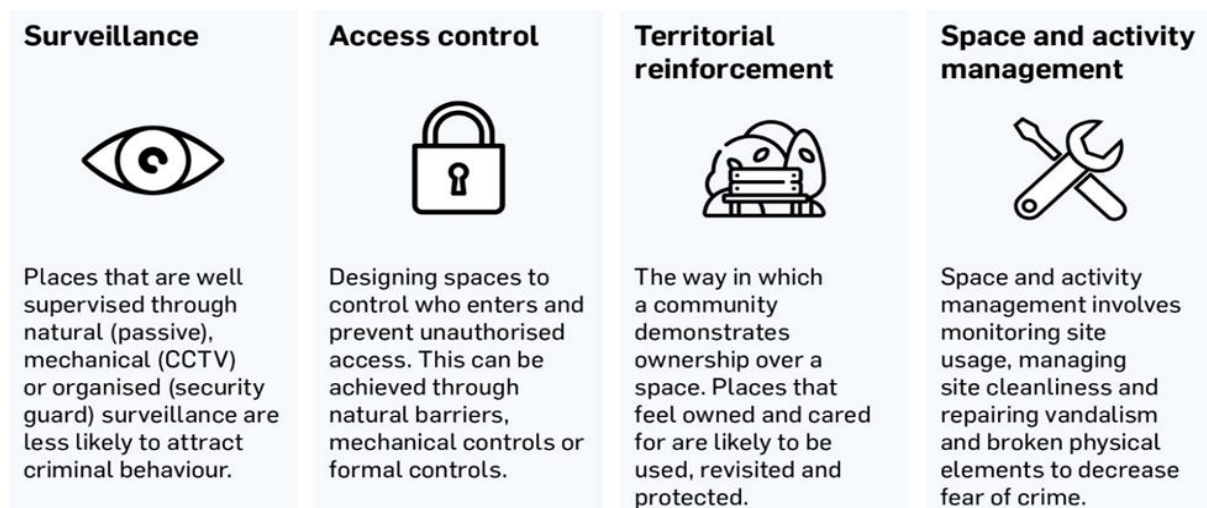 Surveillance
Places that are well
supervised through
natural (passive),
mechanical (CCTV)
or organised (security
guard) surveillance are
less likely to attract
criminal behaviour.
Access control
Designing spaces to
control who enters and
prevent unauthorised
access. This can be
achieved through
natural barriers,
mechanical controls or
formal controls.
Territorial
reinforcement
The way in which
a community
demonstrates
ownership over a
space. Places that
feel owned and cared
for are likely to be
used, revisited and
protected.
Space and activity
management
Space and activity
management involves
monitoring site
usage, managing
site cleanliness and
repairing vandalism
and broken physical
elements to decrease
fear of crime.